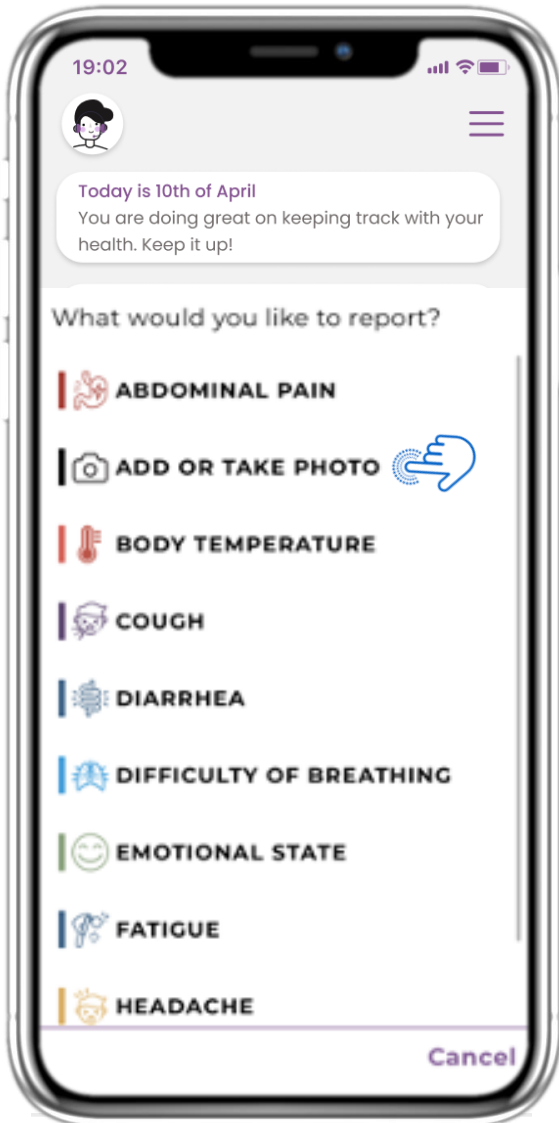 19:02
Today is 10th of April
You are doing great on keeping track with your
health. Keep it up!
What would you like to report?
ABDOMINAL PAIN
ADD OR TAKE PHOTO
BODY TEMPERATURE
COUGH
DIARRHEA
DIFFICULTY OF BREATHING
EMOTIONAL STATE
FATIGUE
HEADACHE
Cancel